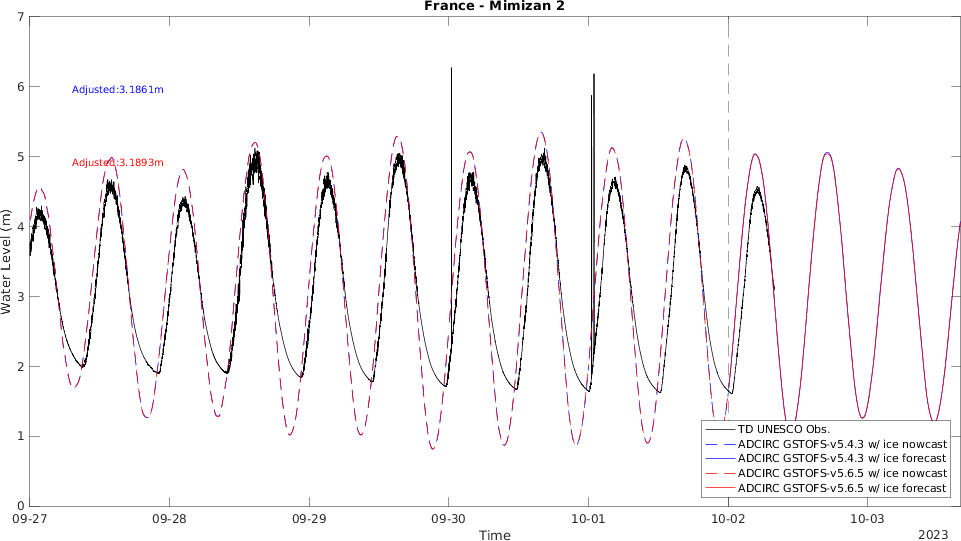 France - Mimizan 2
7
6
5
4
3
2
1
0
Water Level (m)
Adjusted:3.1861m
Adjusted:3.1893m
TD UNESCO Obs.
ADCIRC GSTOFS-v5.4.3 w/ ice nowcast
ADCIRC GSTOFS-v5.4.3 w/ ice forecast
ADCIRC GSTOFS-v5.6.5 w/ ice nowcast
ADCIRC GSTOFS-v5.6.5 w/ ice forecast
09-27 09-28 09-29 09-30 10-01 10-02 10-03
Time
2023